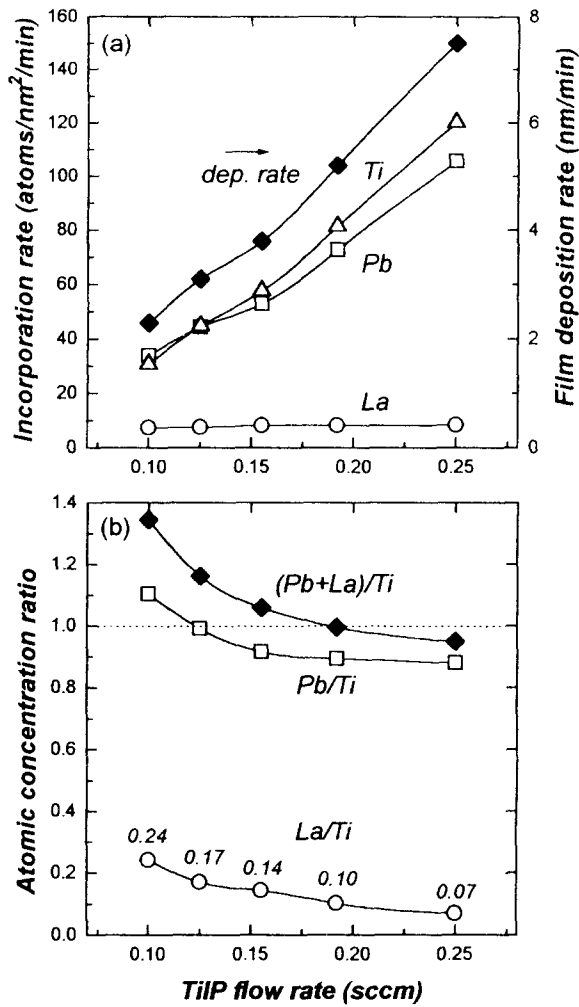 (a)
Incorporation rate (atoms/nm²/min)
160
140
120
100
80
60
40
20
0
8
6
4
2
0
Film deposition rate (nm/min)
dep. rate
Ti
Pb
La
0.10 0.15 0.20 0.25
(b)
Atomic concentration ratio
1.4
1.2
1.0
0.8
0.6
0.4
0.2
0.0
(Pb+La)/Ti
Pb/Ti
La/Ti
0.24 0.17 0.14 0.10 0.07
0.10 0.15 0.20 0.25
TiIP flow rate (sccm)